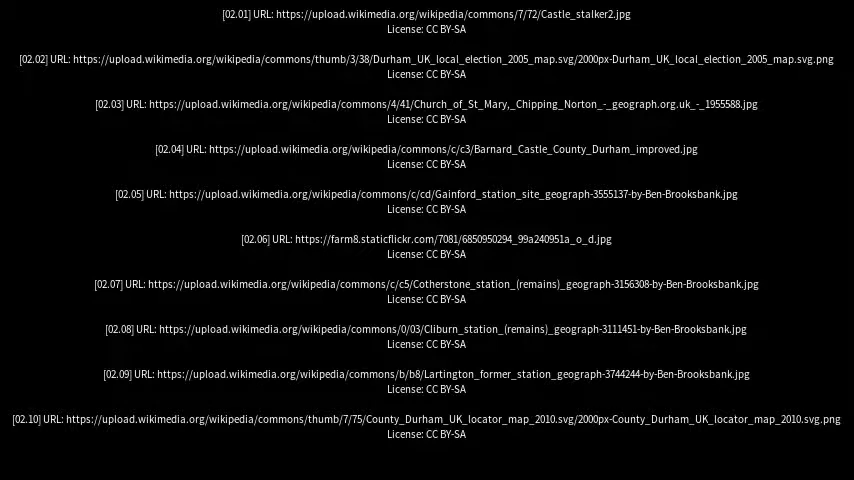 [02.01] URL: https://upload.wikimedia.org/wikipedia/commons/7/72/Castle_stalker2.jpg
License: CC BY-SA
[02.02] URL: https://upload.wikimedia.org/wikipedia/commons/thumb/3/38/Durham_UK_local_election_2005_map.svg/2000px-Durham_UK_local_election_2005_map.svg.png
License: CC BY-SA
[02.03] URL: https://upload.wikimedia.org/wikipedia/commons/4/41/Church_of_St_Mary,_Chipping_Norton_-_geograph.org.uk_-_1955588.jpg
License: CC BY-SA
[02.04] URL: https://upload.wikimedia.org/wikipedia/commons/c/c3/Barnard_Castle_County_Durham_improved.jpg
License: CC BY-SA
[02.05] URL: https://upload.wikimedia.org/wikipedia/commons/c/cd/Gainford_station_site_geograph-3555137-by-Ben-Brooksbank.jpg
License: CC BY-SA
[02.06] URL: https://farm8.staticflickr.com/7081/6850950294_99a240951a_o_d.jpg
License: CC BY-SA
[02.07] URL: https://upload.wikimedia.org/wikipedia/commons/c/c5/Cotherstone_station_(remains)_geograph-3156308-by-Ben-Brooksbank.jpg
License: CC BY-SA
[02.08] URL: https://upload.wikimedia.org/wikipedia/commons/0/03/Cliburn_station_(remains)_geograph-3111451-by-Ben-Brooksbank.jpg
License: CC BY-SA
[02.09] URL: https://upload.wikimedia.org/wikipedia/commons/b/b8/Lartington_former_station_geograph-3744244-by-Ben-Brooksbank.jpg
License: CC BY-SA
[02.10] URL: https://upload.wikimedia.org/wikipedia/commons/thumb/7/75/County_Durham_UK_locator_map_2010.svg/2000px-County_Durham_UK_locator_map_2010.svg.png
License: CC BY-SA